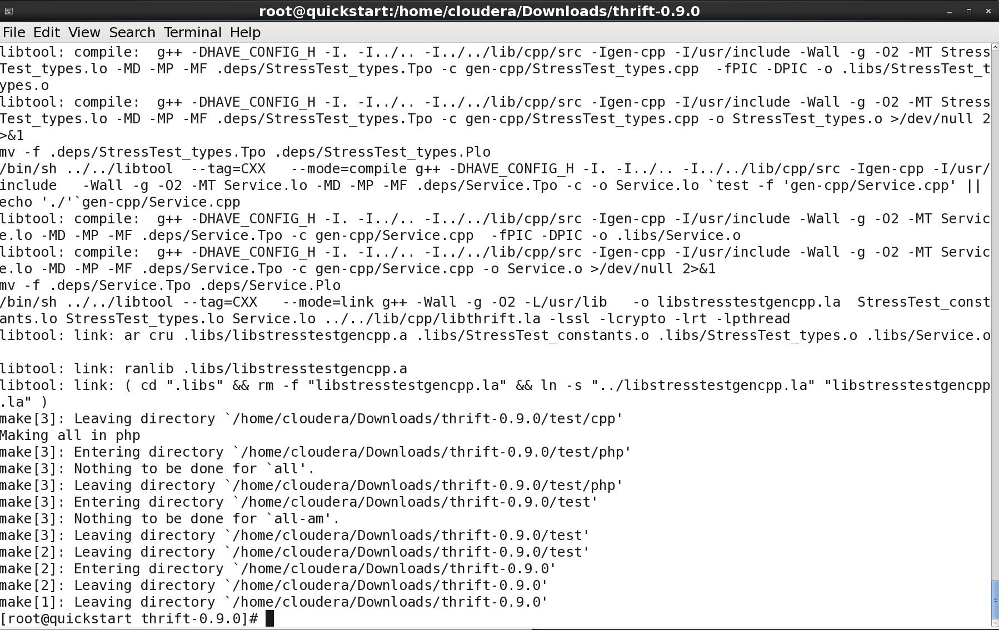 root@quickstart:/home/cloudera/Downloads/thrift-0.9.0
File Edit View Search Terminal Help
libtool: compile:  g++ -DHAVE_CONFIG_H -I. -I../.. -I../../lib/cpp/src -Igen-cpp -I/usr/include -Wall -g -O2 -MT Stress
Test_types.lo -MD -MP -MF .deps/StressTest_types.Tpo -c gen-cpp/StressTest_types.cpp  -fPIC -DPIC -o .libs/StressTest_t
ypes.o
libtool: compile:  g++ -DHAVE_CONFIG_H -I. -I../.. -I../../lib/cpp/src -Igen-cpp -I/usr/include -Wall -g -O2 -MT Stress
Test_types.lo -MD -MP -MF .deps/StressTest_types.Tpo -c gen-cpp/StressTest_types.cpp -o StressTest_types.o >/dev/null 2
>&1
mv -f .deps/StressTest_types.Tpo .deps/StressTest_types.Plo
/bin/sh ../../libtool  --tag=CXX   --mode=compile g++ -DHAVE_CONFIG_H -I. -I../.. -I../../lib/cpp/src -Igen-cpp -I/usr/
include   -Wall -g -O2 -MT Service.lo -MD -MP -MF .deps/Service.Tpo -c -o Service.lo `test -f 'gen-cpp/Service.cpp' ||
echo './'`gen-cpp/Service.cpp
libtool: compile:  g++ -DHAVE_CONFIG_H -I. -I../.. -I../../lib/cpp/src -Igen-cpp -I/usr/include -Wall -g -O2 -MT Servic
e.lo -MD -MP -MF .deps/Service.Tpo -c gen-cpp/Service.cpp  -fPIC -DPIC -o .libs/Service.o
libtool: compile:  g++ -DHAVE_CONFIG_H -I. -I../.. -I../../lib/cpp/src -Igen-cpp -I/usr/include -Wall -g -O2 -MT Servic
e.lo -MD -MP -MF .deps/Service.Tpo -c gen-cpp/Service.cpp -o Service.o >/dev/null 2>&1
mv -f .deps/Service.Tpo .deps/Service.Plo
/bin/sh ../../libtool --tag=CXX   --mode=link g++ -Wall -g -O2 -L/usr/lib   -o libstresstestgencpp.la  StressTest_const
ants.lo StressTest_types.lo Service.lo ../../lib/cpp/libthrift.la -lssl -lcrypto -lrt -lpthread
libtool: link: ar cru .libs/libstresstestgencpp.a .libs/StressTest_constants.o .libs/StressTest_types.o .libs/Service.o
libtool: link: ranlib .libs/libstresstestgencpp.a
libtool: link: ( cd ".libs" && rm -f "libstresstestgencpp.la" && ln -s "../libstresstestgencpp.la" "libstresstestgencpp
.la" )
make[3]: Leaving directory `/home/cloudera/Downloads/thrift-0.9.0/test/cpp'
Making all in php
make[3]: Entering directory `/home/cloudera/Downloads/thrift-0.9.0/test/php'
make[3]: Nothing to be done for `all'.
make[3]: Leaving directory `/home/cloudera/Downloads/thrift-0.9.0/test/php'
make[3]: Entering directory `/home/cloudera/Downloads/thrift-0.9.0/test'
make[3]: Nothing to be done for `all-am'.
make[3]: Leaving directory `/home/cloudera/Downloads/thrift-0.9.0/test'
make[2]: Leaving directory `/home/cloudera/Downloads/thrift-0.9.0/test'
make[2]: Entering directory `/home/cloudera/Downloads/thrift-0.9.0'
make[2]: Leaving directory `/home/cloudera/Downloads/thrift-0.9.0'
make[1]: Leaving directory `/home/cloudera/Downloads/thrift-0.9.0'
[root@quickstart thrift-0.9.0]#